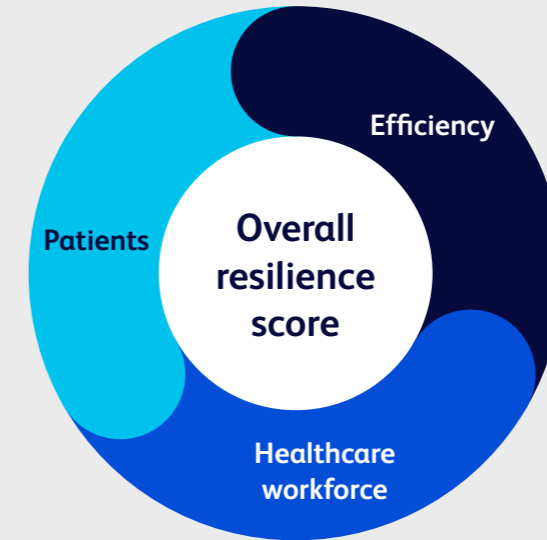 Efficiency
Patients
Overall
resilience
score
Healthcare
workforce